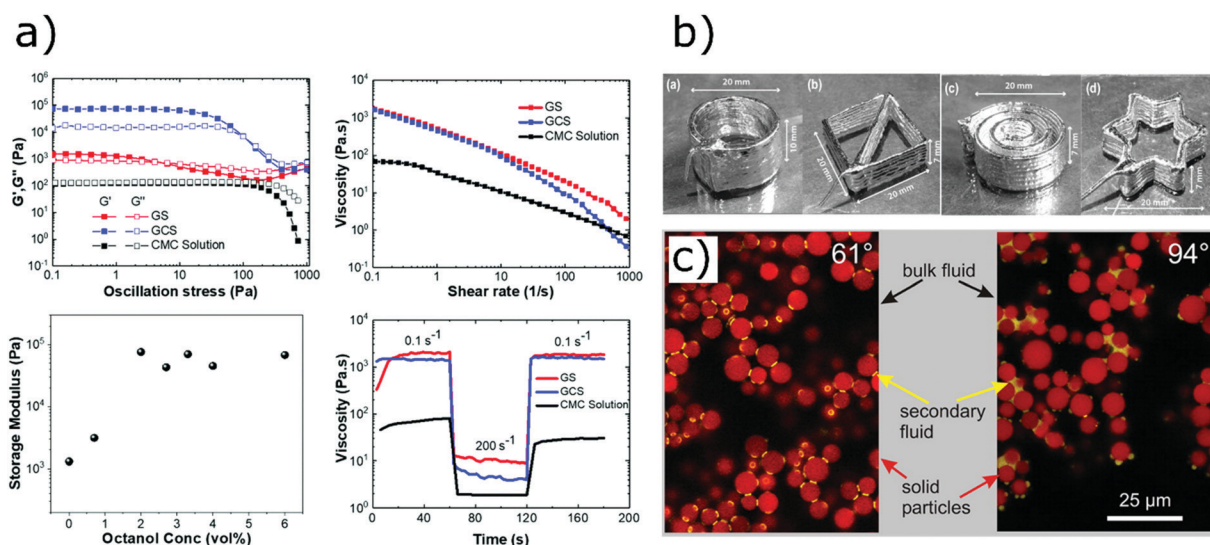 a)
10⁶
10⁵
10⁴
10³
10²
10¹
10⁰
10⁻¹
G',G" (Pa)
G' G"
GS
GCS
CMC Solution
0.1 1 10 100 1000
Oscillation stress (Pa)
10⁴
10³
10²
10¹
10⁰
10⁻¹
Viscosity (Pa.s)
GS
GCS
CMC Solution
0.1 1 10 100 1000
Shear rate (1/s)
10⁵
10³
Storage Modulus (Pa)
0 1 2 3 4 5 6
Octanol Conc (vol%)
10⁴
10³
10²
10¹
10⁰
Viscosity (Pa.s)
0.1 s⁻¹
0.1 s⁻¹
GS
GCS
CMC Solution
200 s⁻¹
0 40 80 120 160 200
Time (s)
b)
(a)
20 mm
10 mm
(b)
20 mm
20 mm
7 mm
(c)
20 mm
7 mm
(d)
20 mm
7 mm
c)
61°
94°
bulk fluid
secondary
fluid
solid
particles
25 µm